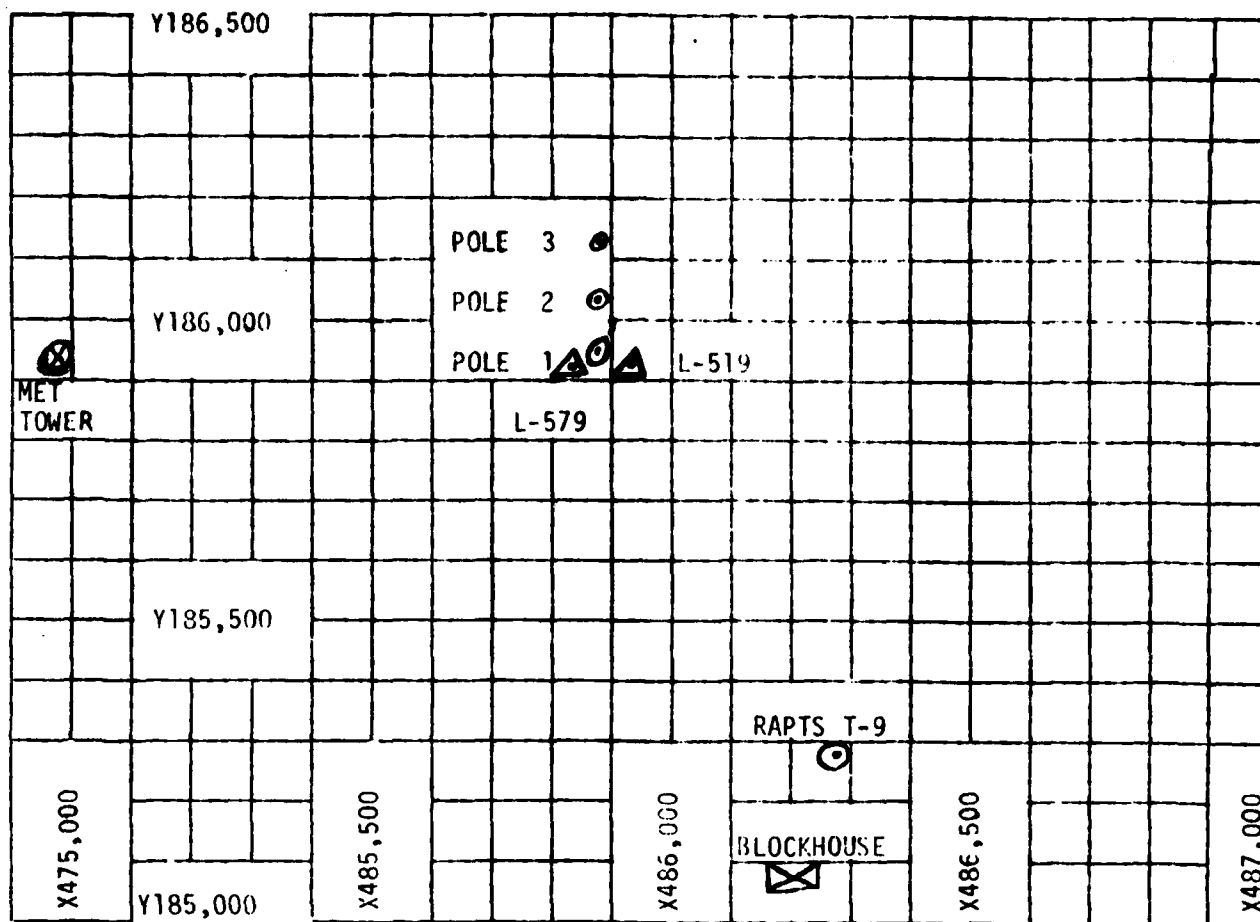 Y186,500
POLE 3
POLE 2
Y186,000
POLE 1
L-519
MET
TOWER
L-579
Y185,500
RAPTS T-9
X475,000
X485,500
X486,000
BLOCKHOUSE
X486,500
X487,000
Y185,000